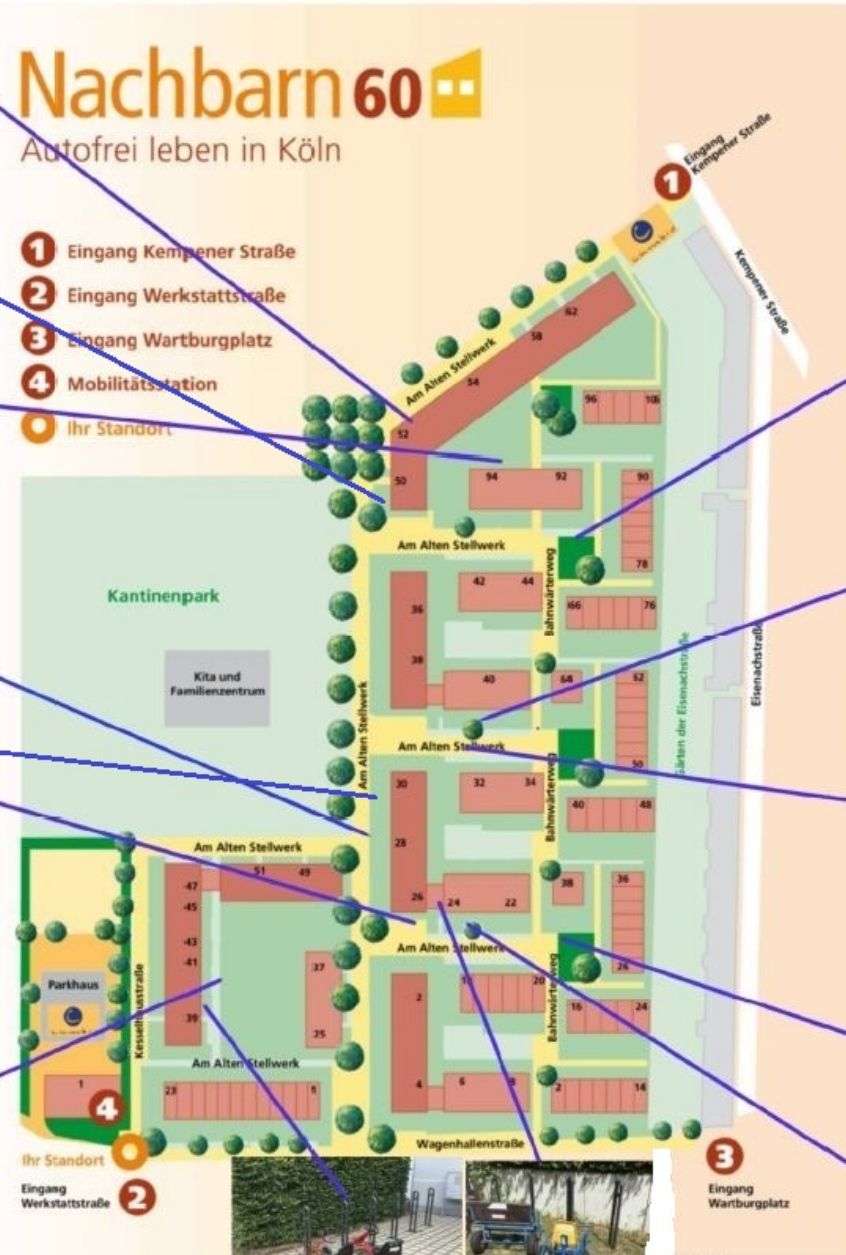 Nachbarn 60
Autofrei leben in Köln
1 Eingang Kempener Straße
2 Eingang Werkstattstraße
3 Eingang Wartburgplatz
4 Mobilitätsstation
Ihr Standort
1
Eingang
Kempener Straße
Kempener Straße
62
58
Am Alten Stellwerk
54
52
50
96 106
94 92
90
78
Am Alten Stellwerk
Bahnwärterweg
42 44
36
66 76
38
40
64
62
50
Kantinenpark
Kita und
Familienzentrum
Am Alten Stellwerk
Gärten der Eisenachstraße
Eisenachstraße
Am Alten Stellwerk
30
32 34
Bahnwärterweg
40 48
28
26
24 22
38
36
26
Am Alten Stellwerk
51 49
47
45
43
41
39
37
25
Am Alten Stellwerk
Bahnwärterweg
2
20
16 24
4
6 8
2 14
Parkhaus
Kesselhausstraße
1
4
Am Alten Stellwerk
23
Wagenhallenstraße
Ihr Standort
Eingang
Werkstattstraße 2
3
Eingang
Wartburgplatz